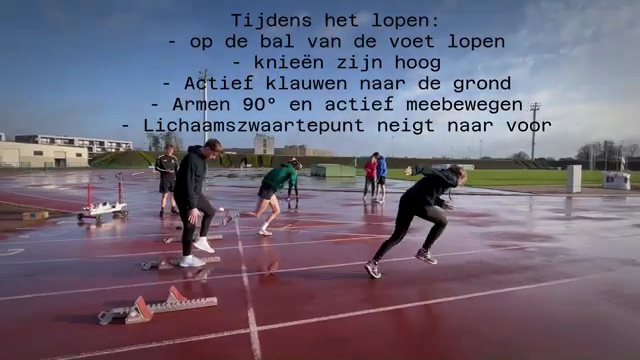 Tijdens het lopen:
- op de bal van de voet lopen
- knieën zijn hoog
- Actief klauwen naar de grond
- Armen 90° en actief meebewegen
- Lichaamszwaartepunt neigt naar voor